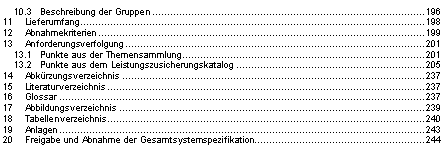 10.3 Beschreibung der Gruppen ........ 196
11 Lieferumfang ........ 198
12 Abnahmekriterien ........ 199
13 Anforderungsverfolgung ........ 201
13.1 Punkte aus der Themensammlung ........ 201
13.2 Punkte aus dem Leistungszusicherungskatalog ........ 205
14 Abkürzungsverzeichnis ........ 237
15 Literaturverzeichnis ........ 237
16 Glossar ........ 237
17 Abbildungsverzeichnis ........ 239
18 Tabellenverzeichnis ........ 240
19 Anlagen ........ 243
20 Freigabe und Abnahme der Gesamtsystemspezifikation ........ 244